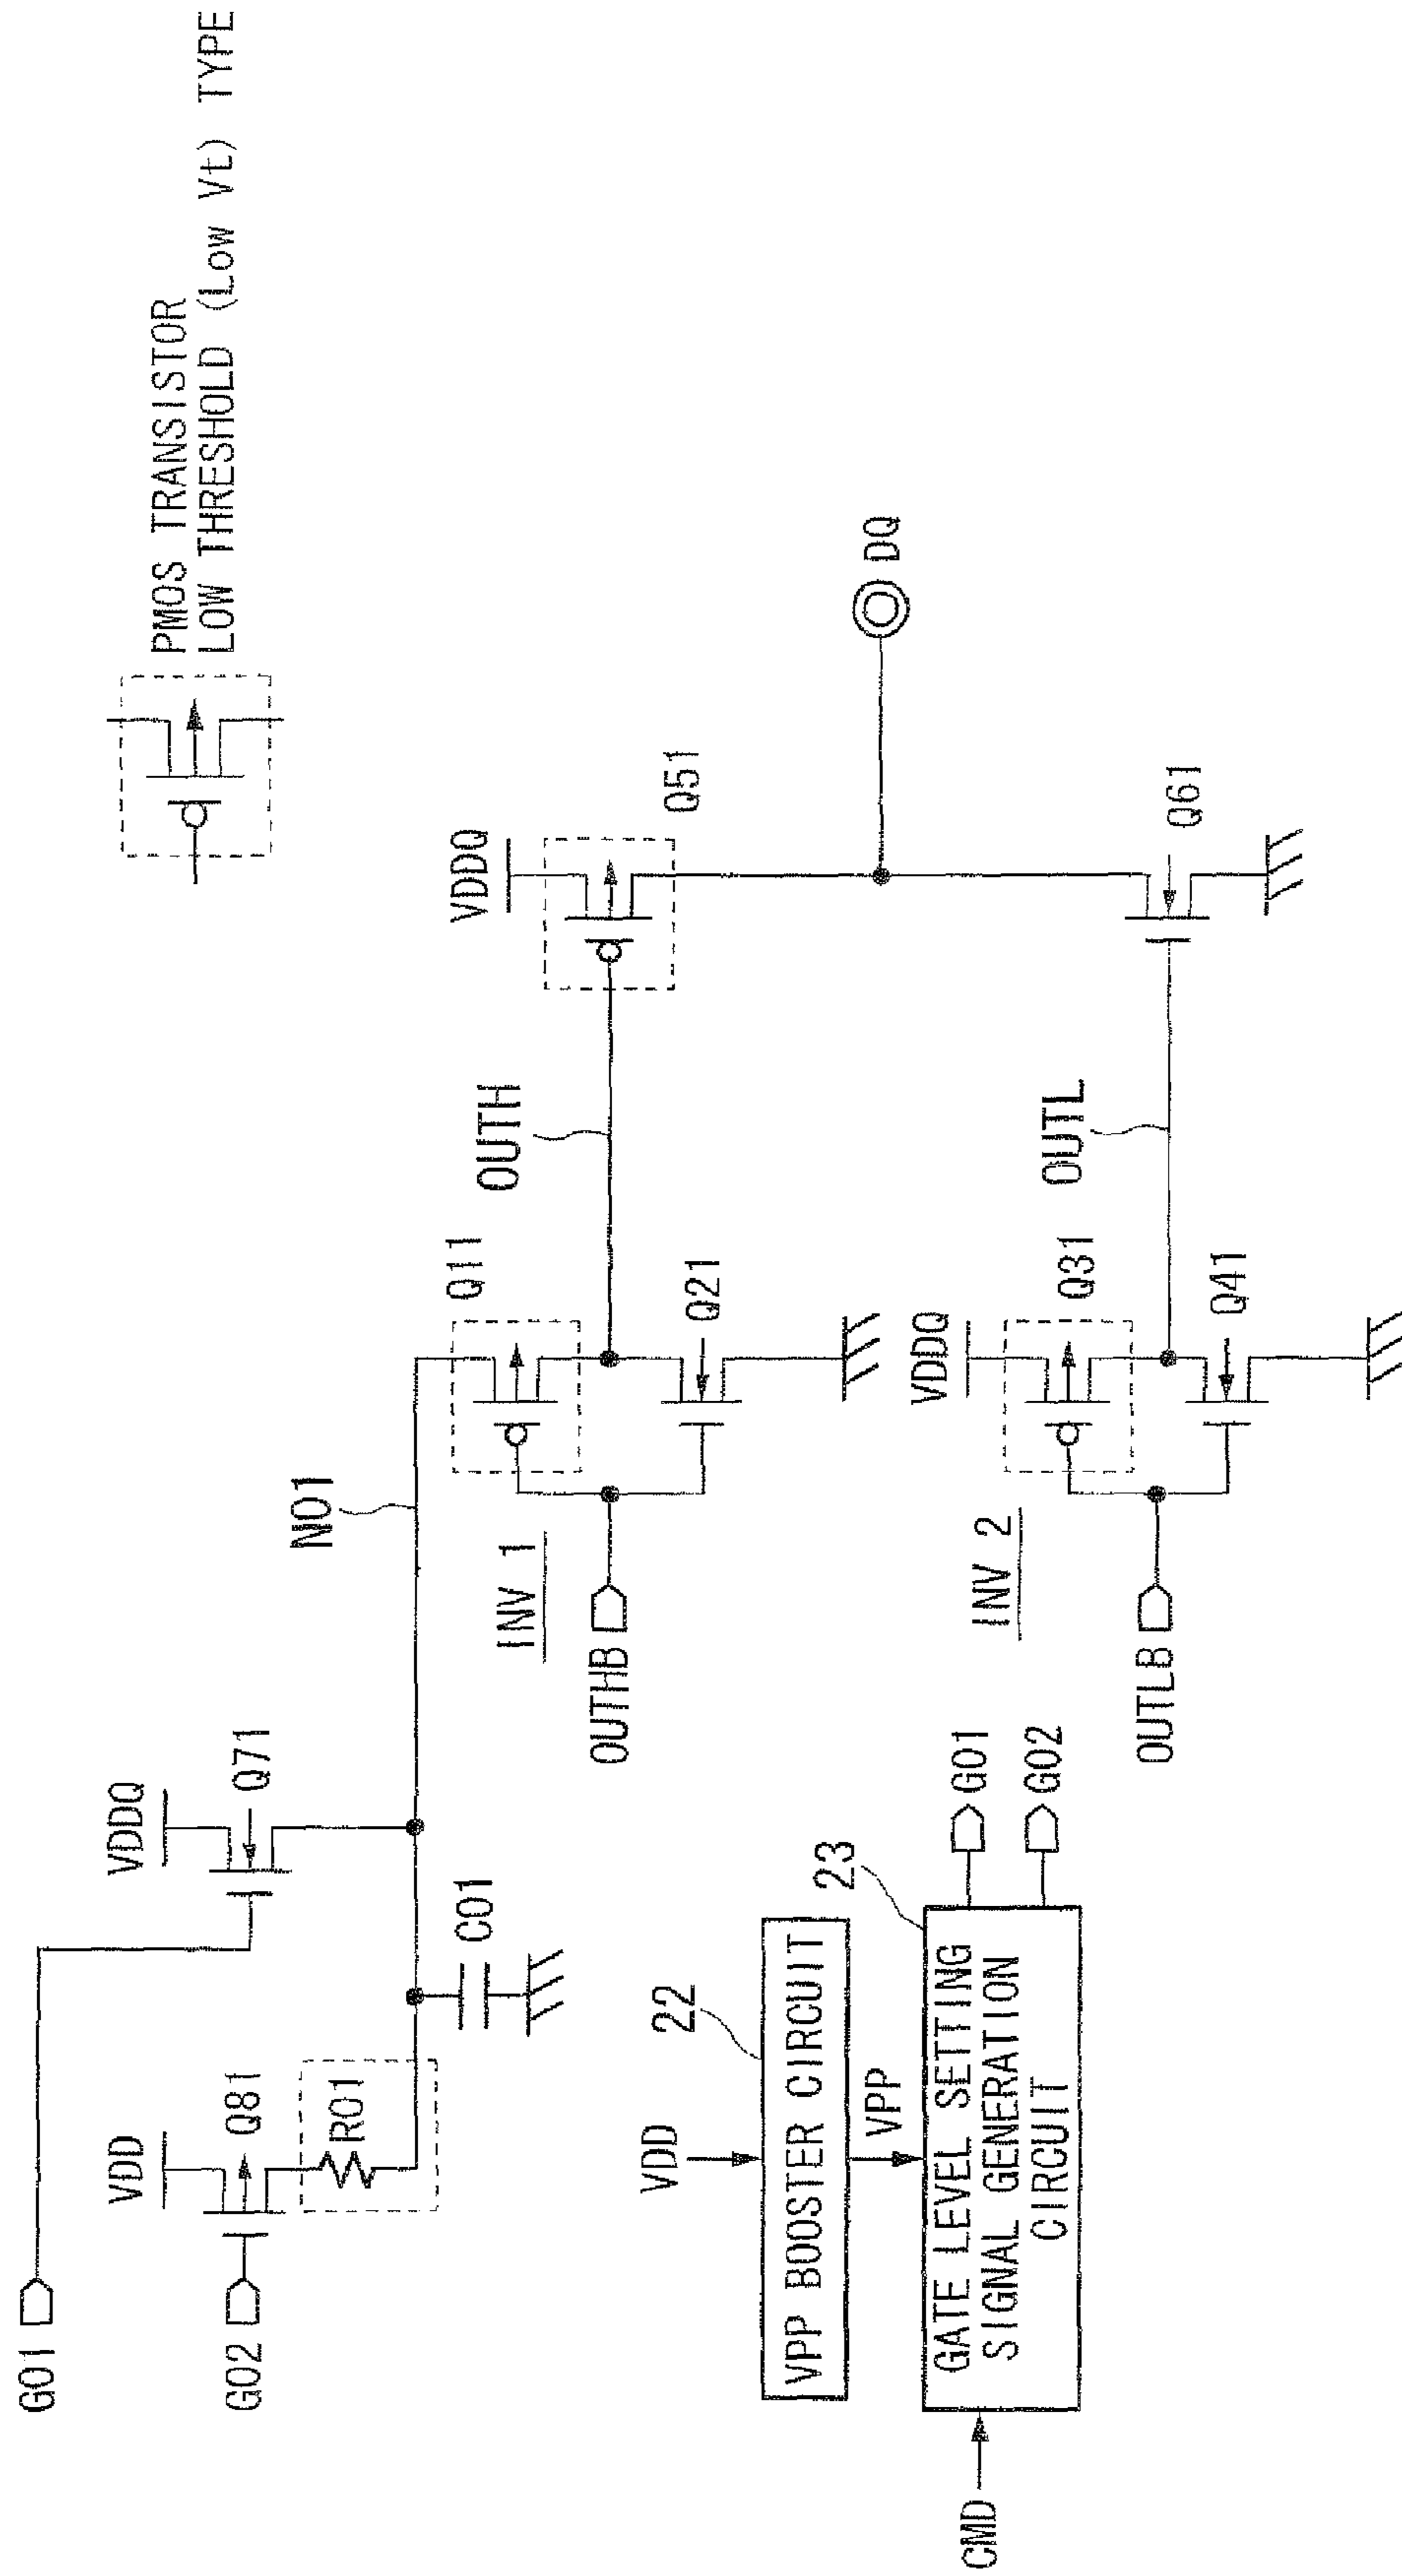 PMOS TRANSISTOR
LOW THRESHOLD (Low Vt) TYPE
G01
G02
VDD
Q81
R01
VDDQ
Q71
C01
N01
Q11
INV 1
OUTHB
Q21
OUTH
VDDQ
Q51
DQ
VDDQ
Q31
INV 2
OUTLB
Q41
OUTL
Q61
VDD
22
VPP BOOSTER CIRCUIT
VPP
23
CMD
GATE LEVEL SETTING
SIGNAL GENERATION
CIRCUIT
G01
G02